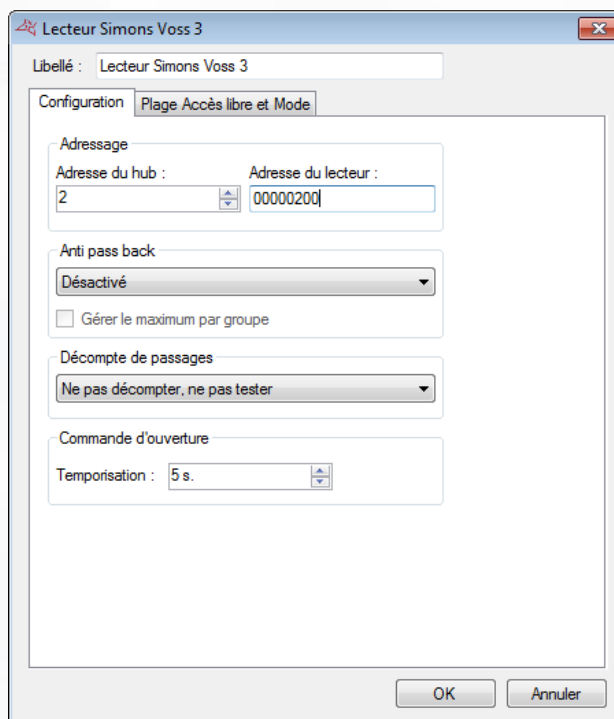 Lecteur Simons Voss 3
Libellé : Lecteur Simons Voss 3
Configuration Plage Accès libre et Mode
Adressage
Adresse du hub : Adresse du lecteur :
2 00000200
Anti pass back
Désactivé
Gérer le maximum par groupe
Décompte de passages
Ne pas décompter, ne pas tester
Commande d'ouverture
Temporisation : 5 s.
OK Annuler